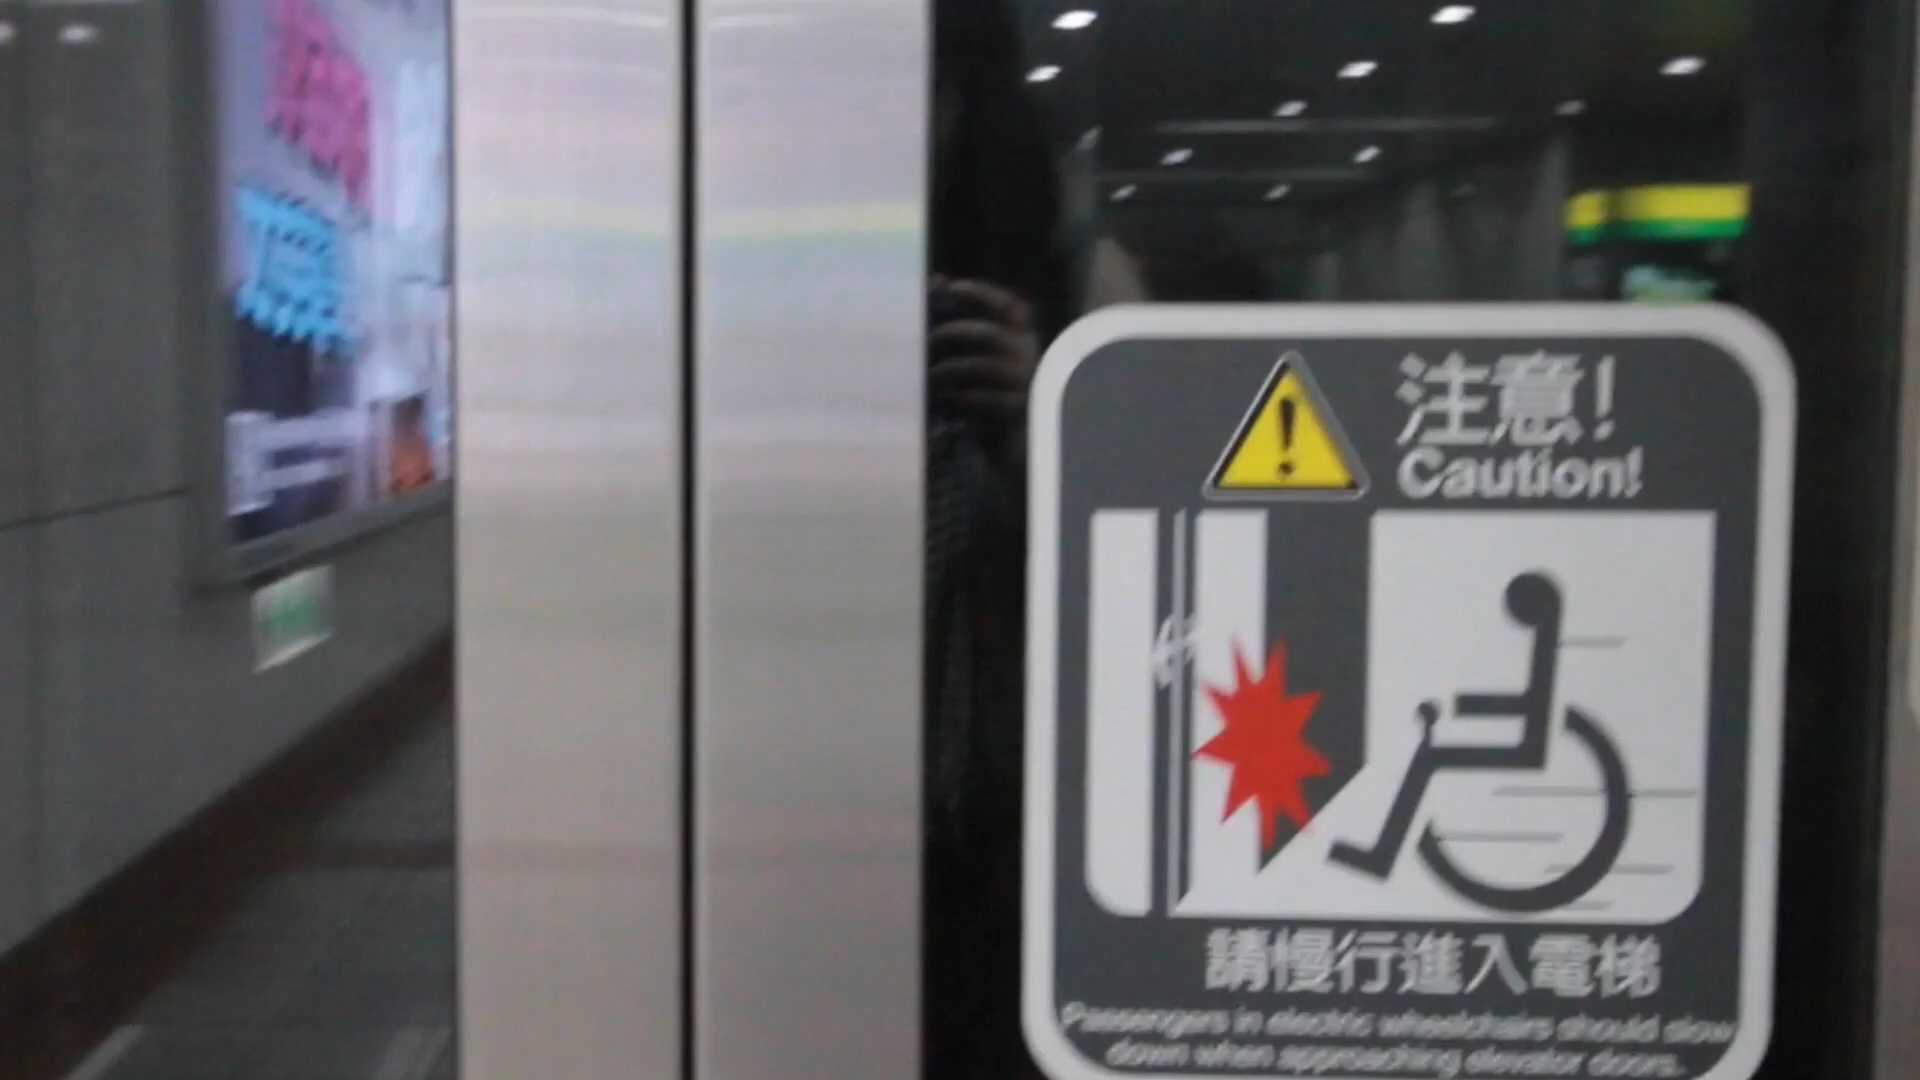 注意!
Caution!
請慢行進入電梯
Passengers in electric wheelchairs should slow
down when approaching elevator doors.